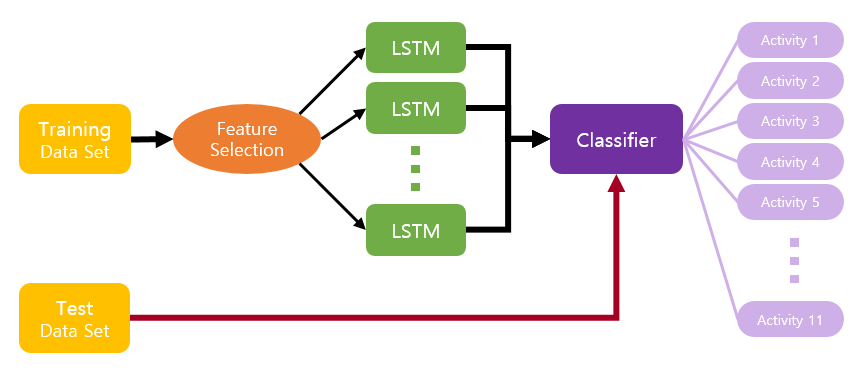 Training
Data Set
Feature
Selection
LSTM
LSTM
LSTM
Classifier
Activity 1
Activity 2
Activity 3
Activity 4
Activity 5
Activity 11
Test
Data Set